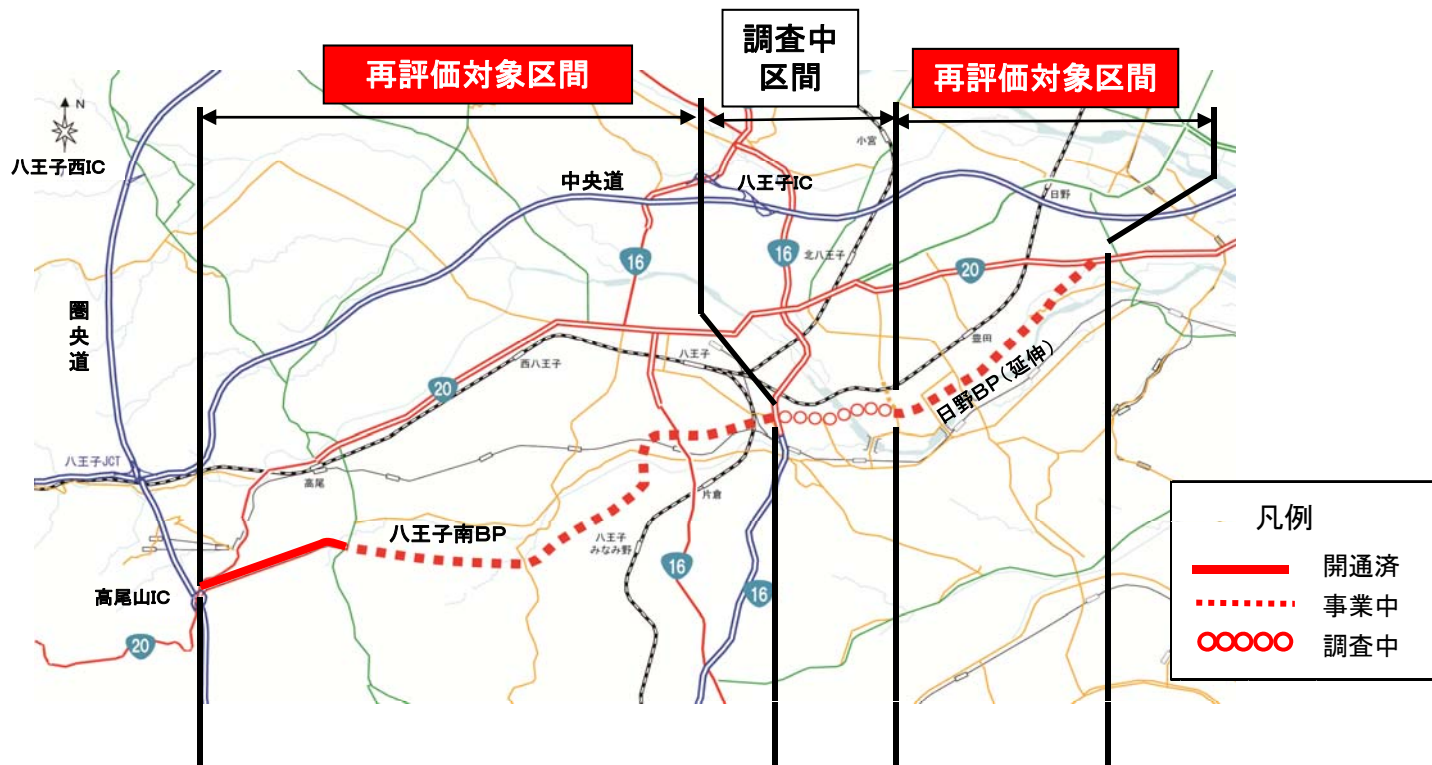 再評価対象区間
調査中
区間
再評価対象区間
N
八王子西IC
小宮
中央道
八王子IC
日野
16
16
北八王子
20
圏央道
豊田
八王子
西八王子
20
日野BP(延伸)
八王子JCT
高尾
片倉
八王子南BP
八王子
みなみ野
16
16
高尾山IC
20
凡例
開通済
事業中
調査中